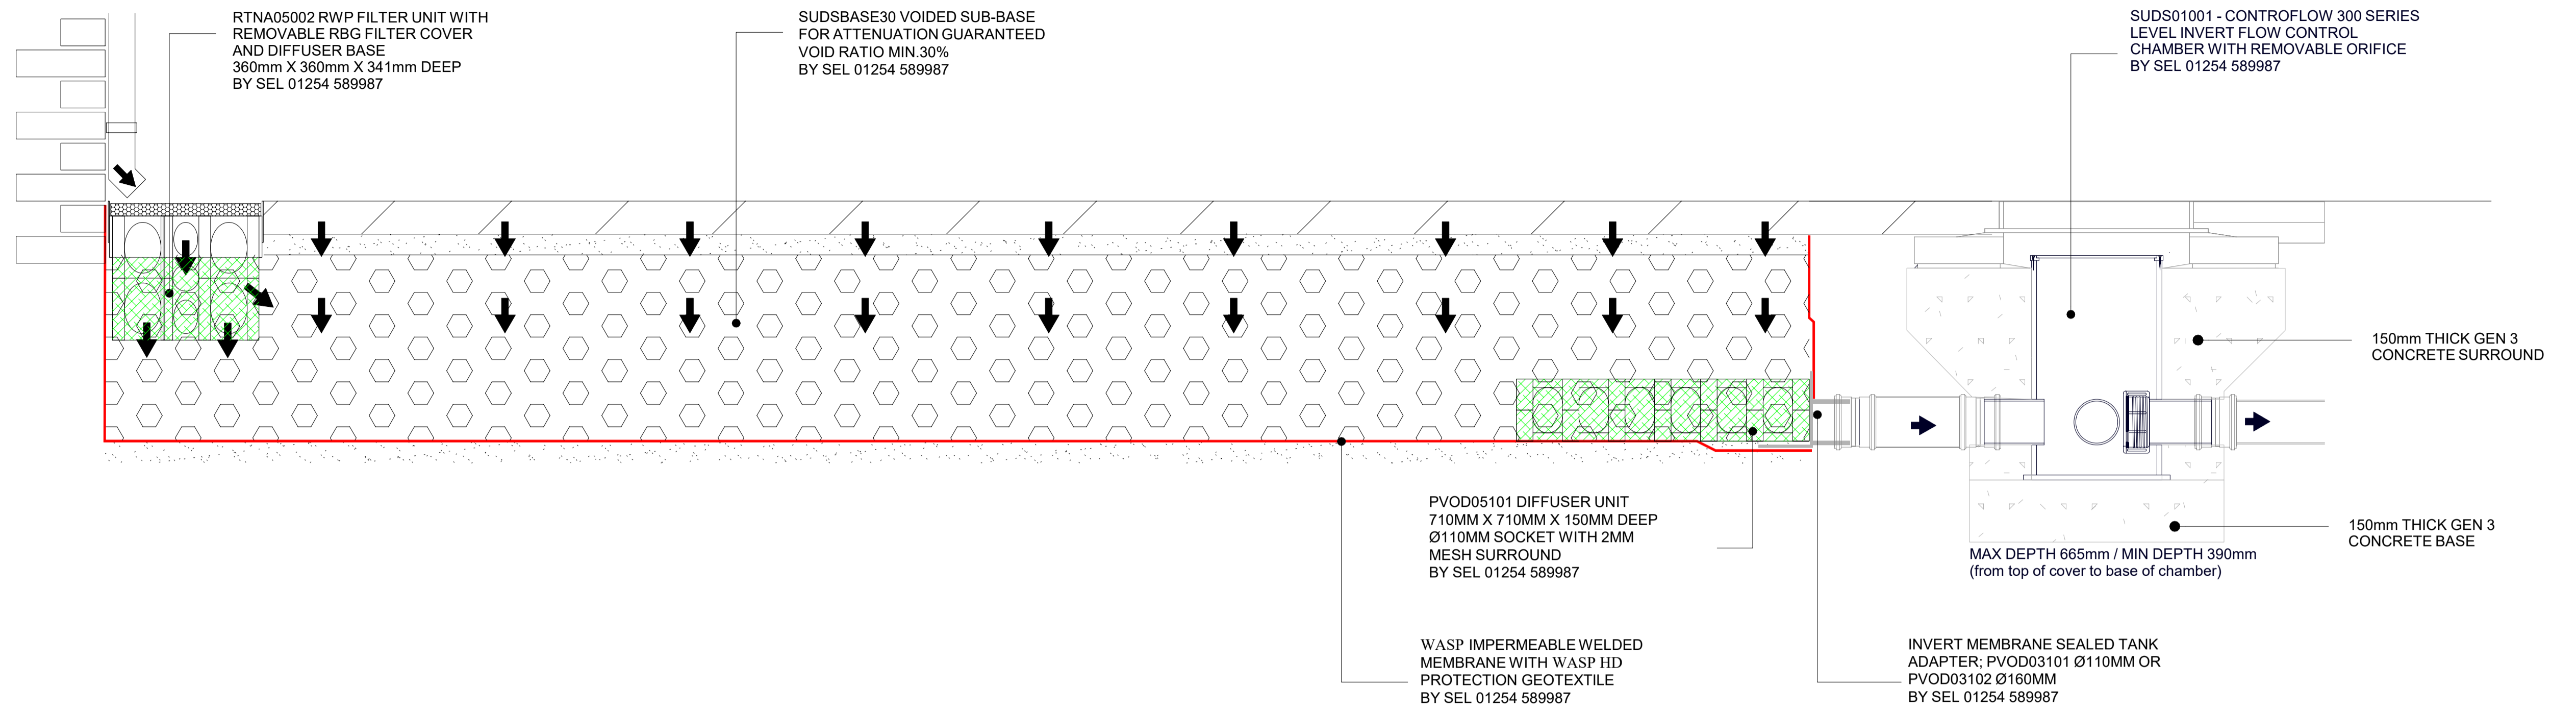 RTNA05002 RWP FILTER UNIT WITH
REMOVABLE RBG FILTER COVER
AND DIFFUSER BASE
360mm X 360mm X 341mm DEEP
BY SEL 01254 589987
SUDSBASE30 VOIDED SUB-BASE
FOR ATTENUATION GUARANTEED
VOID RATIO MIN.30%
BY SEL 01254 589987
SUDS01001 - CONTROFLOW 300 SERIES
LEVEL INVERT FLOW CONTROL
CHAMBER WITH REMOVABLE ORIFICE
BY SEL 01254 589987
150mm THICK GEN 3
CONCRETE SURROUND
PVOD05101 DIFFUSER UNIT
710MM X 710MM X 150MM DEEP
Ø110MM SOCKET WITH 2MM
MESH SURROUND
BY SEL 01254 589987
150mm THICK GEN 3
CONCRETE BASE
MAX DEPTH 665mm / MIN DEPTH 390mm
(from top of cover to base of chamber)
WASP IMPERMEABLE WELDED
MEMBRANE WITH WASP HD
PROTECTION GEOTEXTILE
BY SEL 01254 589987
INVERT MEMBRANE SEALED TANK
ADAPTER; PVOD03101 Ø110MM OR
PVOD03102 Ø160MM
BY SEL 01254 589987